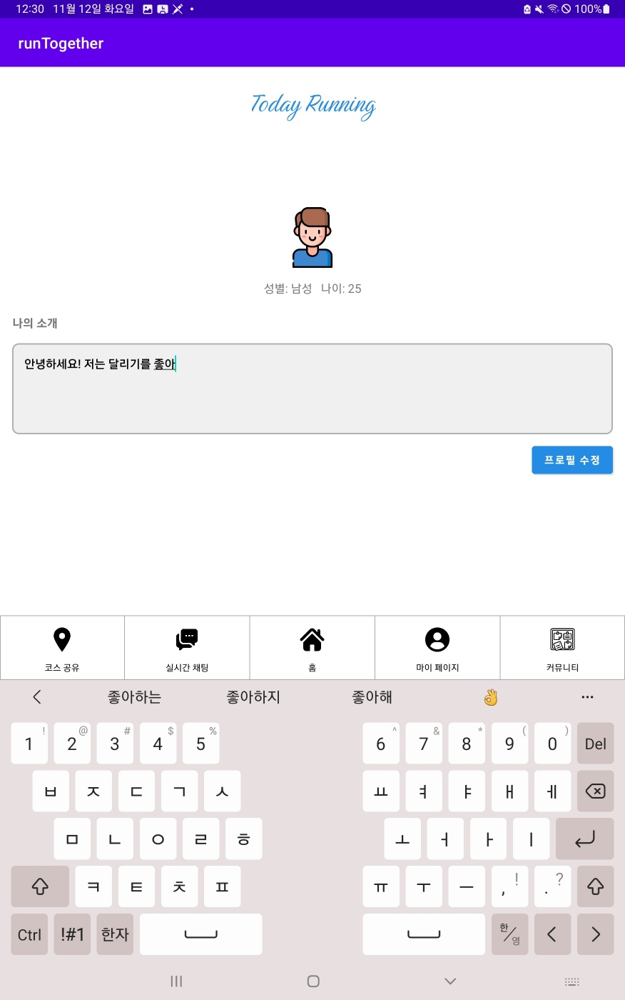 12:30 11월 12일 화요일 100%
runTogether
Today Running
성별: 남성 나이: 25
나의 소개
안녕하세요! 저는 달리기를 좋아
프로필 수정
코스 공유 실시간 채팅 홈 마이 페이지 커뮤니티
좋아하는 좋아하지 좋아해 👌 ...
1 ! 2 @ 3 # 4 $ 5 % 6 ^ 7 & 8 * 9 ( 0 ) Del
ㅂ ㅈ ㄷ ㄱ ㅅ ㅛ ㅕ ㅑ ㅐ ㅔ
ㅁ ㄴ ㅇ ㄹ ㅎ ㅗ ㅓ ㅏ ㅣ
ㅋ ㅌ ㅊ ㅍ ㅠ ㅜ ㅡ , ! . ?
Ctrl !#1 한자 한/영